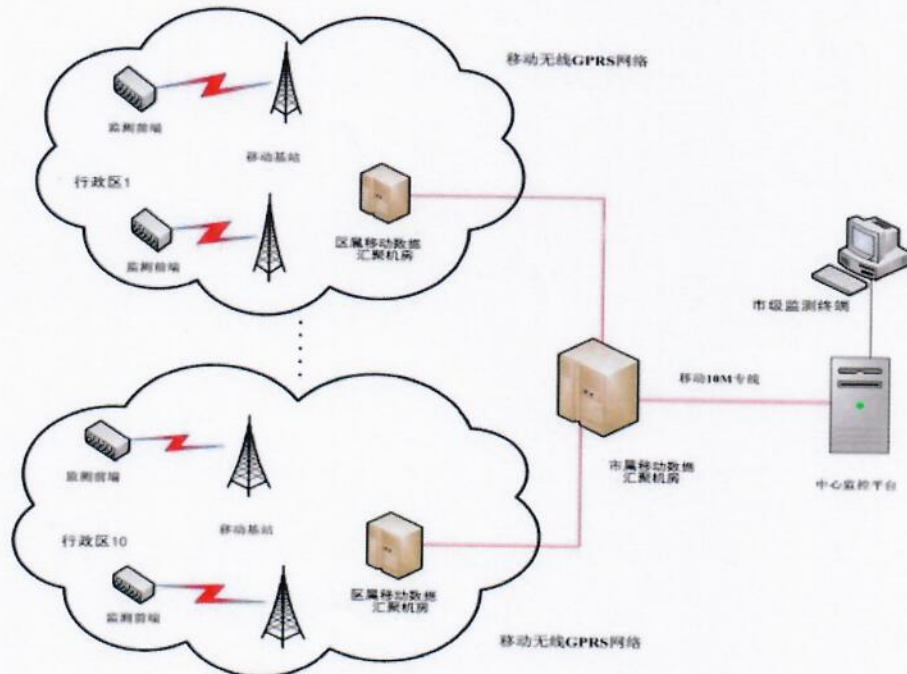 移动无线GPRS网络
监测前端
移动基站
行政区1
区属移动数据
汇聚机房
监测前端
市级监测终端
移动10M专线
市属移动数据
汇聚机房
中心监控平台
监测前端
移动基站
行政区10
区属移动数据
汇聚机房
监测前端
移动无线GPRS网络